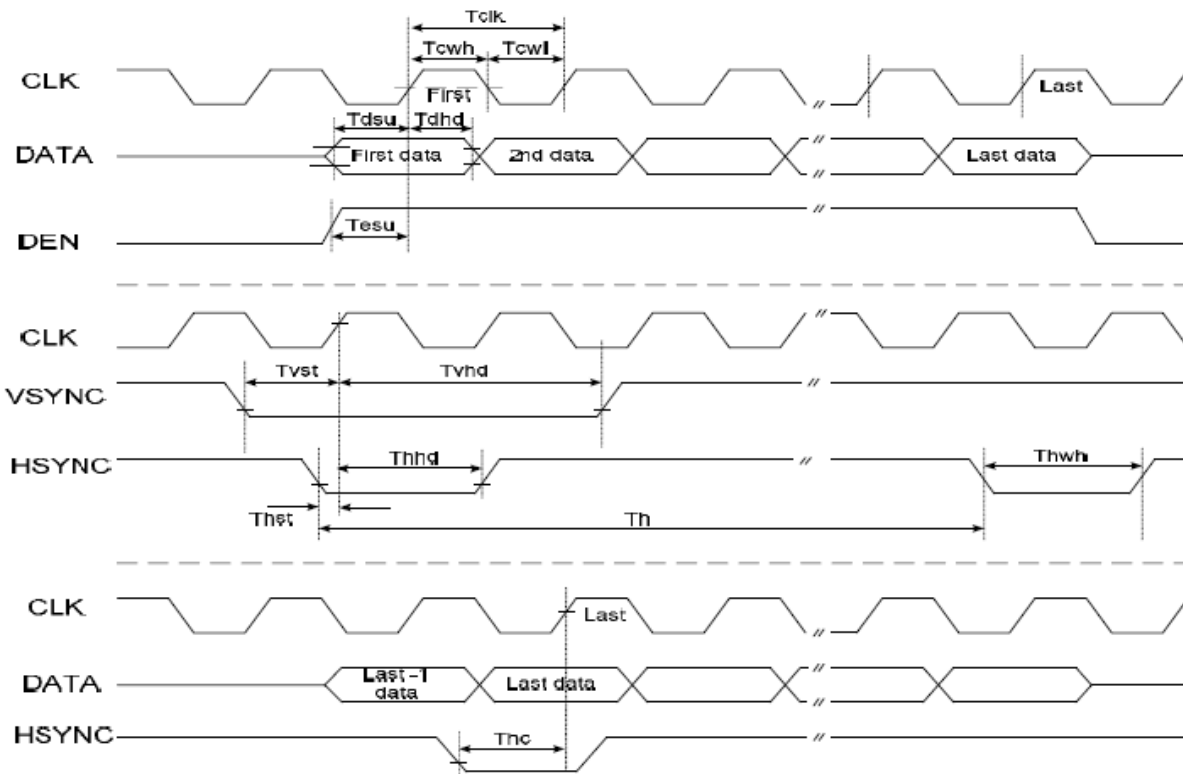 Tclk
Tcwh Tcwl
CLK First Last
Tdsu Tdhd
DATA First data 2nd data Last data
DEN Tesu
CLK
Tvst Tvhd
VSYNC
HSYNC Thhd Thwh
Thst Th
CLK Last
DATA Last-1 data Last data
HSYNC Thc